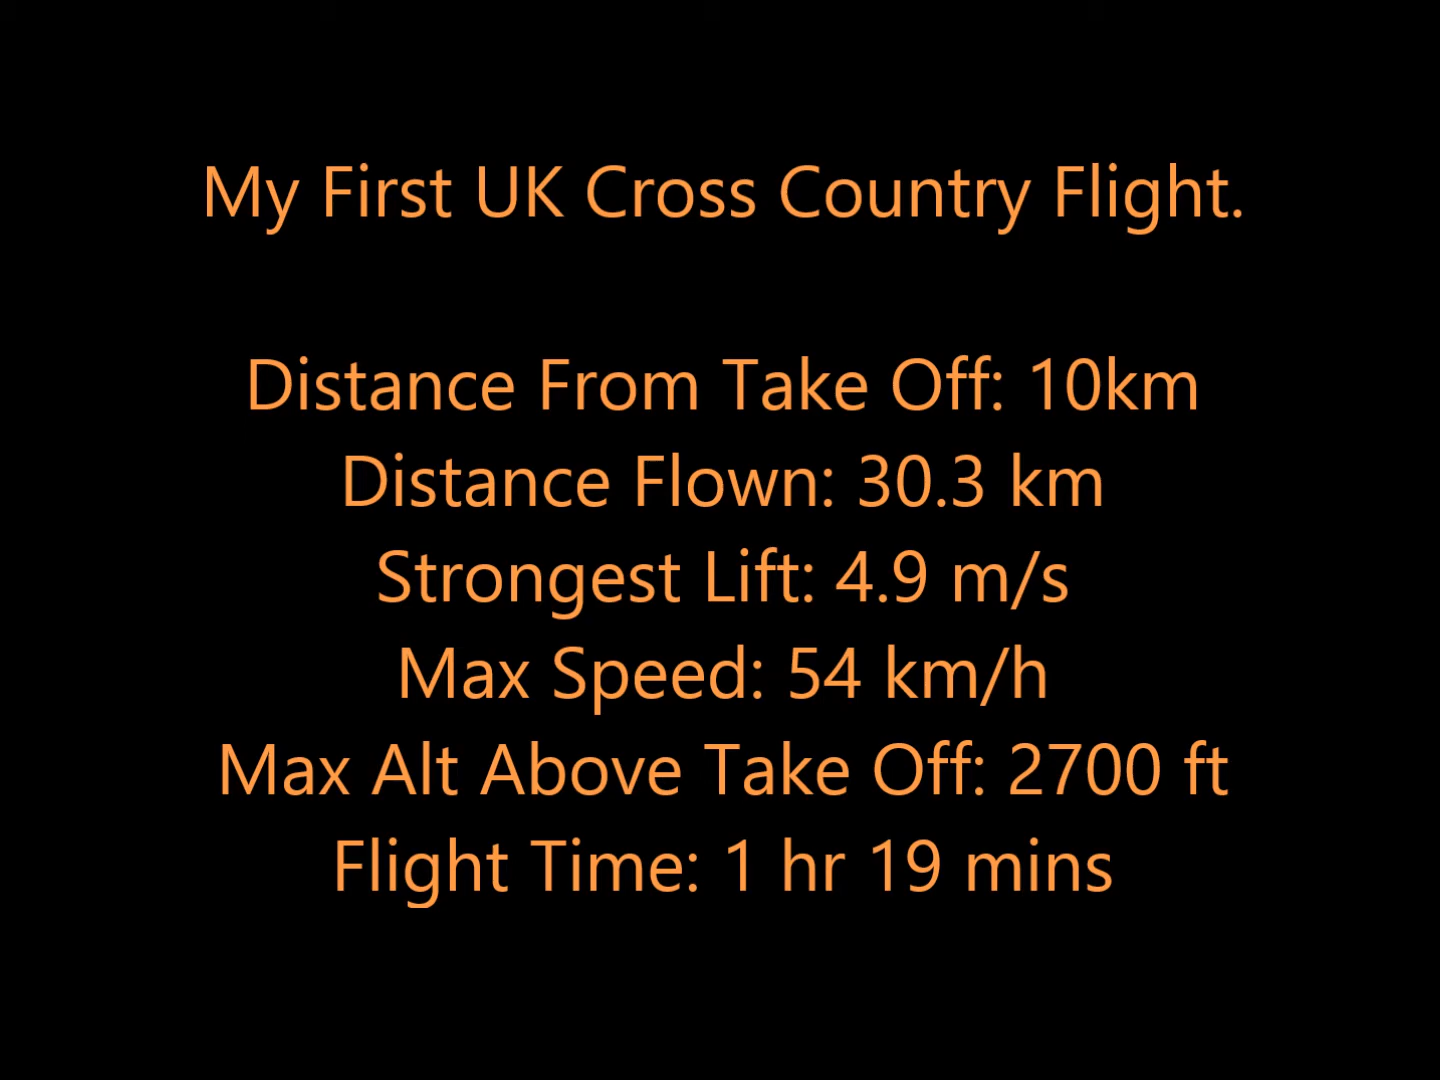 My First UK Cross Country Flight.
Distance From Take Off: 10km
Distance Flown: 30.3 km
Strongest Lift: 4.9 m/s
Max Speed: 54 km/h
Max Alt Above Take Off: 2700 ft
Flight Time: 1 hr 19 mins